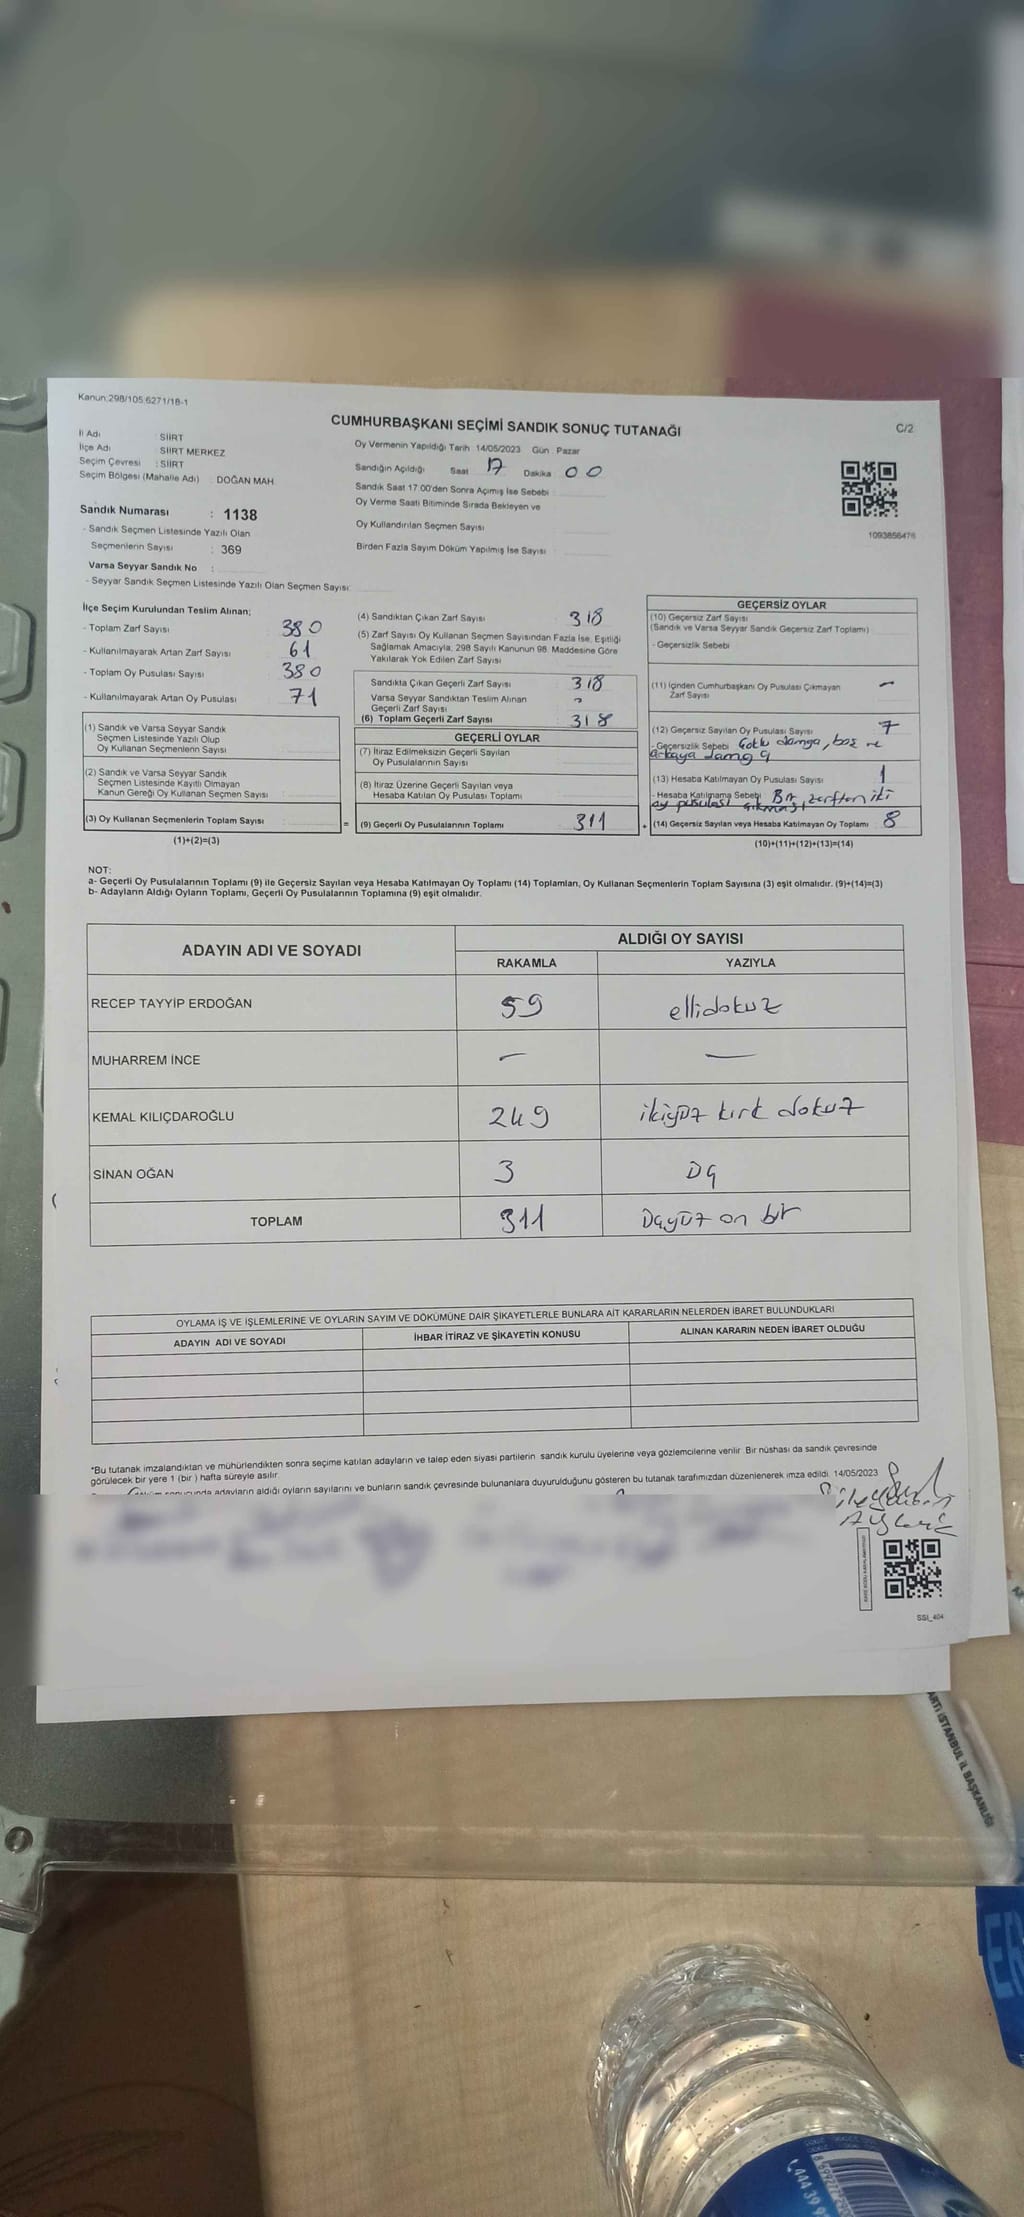 Kanun;298/105;6271/18-1
CUMHURBAŞKANI SEÇİMİ SANDIK SONUÇ TUTANAĞI
C/2
İl Adı : SİİRT
İlçe Adı SİİRT MERKEZ
Seçim Çevresi : SİİRT
Seçim Bölgesi (Mahalle Adı) : DOĞAN MAH.
Sandık Numarası : 1138
- Sandık Seçmen Listesinde Yazılı Olan
Seçmenlerin Sayısı : 369
Varsa Seyyar Sandık No :
- Seyyar Sandık Seçmen Listesinde Yazılı Olan Seçmen Sayısı:
Oy Vermenin Yapıldığı Tarih 14/05/2023 Gün : Pazar
Sandığın Açıldığı Saat 17 Dakika 00
Sandık Saat 17:00'den Sonra Açımış İse Sebebi
Oy Verme Saati Bitiminde Sırada Bekleyen ve
Oy Kullandırılan Seçmen Sayısı
Birden Fazla Sayım Döküm Yapılmış İse Sayısı
1093856476
İlçe Seçim Kurulundan Teslim Alınan;
- Toplam Zarf Sayısı 380
- Kullanılmayarak Artan Zarf Sayısı 61
- Toplam Oy Pusulası Sayısı 380
- Kullanılmayarak Artan Oy Pusulası 71
(1) Sandık ve Varsa Seyyar Sandık
Seçmen Listesinde Yazılı Olup
Oy Kullanan Seçmenlerin Sayısı
(2) Sandık ve Varsa Seyyar Sandık
Seçmen Listesinde Kayıtlı Olmayan
Kanun Gereği Oy Kullanan Seçmen Sayısı
(3) Oy Kullanan Seçmenlerin Toplam Sayısı :
(1)+(2)=(3)
(4) Sandıktan Çıkan Zarf Sayısı 318
(5) Zarf Sayısı Oy Kullanan Seçmen Sayısından Fazla İse, Eşitliği
Sağlamak Amacıyla, 298 Sayılı Kanunun 98. Maddesine Göre
Yakılarak Yok Edilen Zarf Sayısı
Sandıkta Çıkan Geçerli Zarf Sayısı 318
Varsa Seyyar Sandıktan Teslim Alınan
Geçerli Zarf Sayısı
(6) Toplam Geçerli Zarf Sayısı 318
GEÇERLİ OYLAR
(7) İtiraz Edilmeksizin Geçerli Sayılan
Oy Pusulalarının Sayısı
(8) İtiraz Üzerine Geçerli Sayılan veya
Hesaba Katılan Oy Pusulası Toplamı
= (9) Geçerli Oy Pusulalarının Toplamı 311
GEÇERSİZ OYLAR
(10) Geçersiz Zarf Sayısı
(Sandık ve Varsa Seyyar Sandık Geçersiz Zarf Toplamı)
- Geçersizlik Sebebi
(11) İçinden Cumhurbaşkanı Oy Pusulası Çıkmayan —
Zarf Sayısı
(12) Geçersiz Sayılan Oy Pusulası Sayısı 7
- Geçersizlik Sebebi Çoklu damga, boş ve
arkaya damga
(13) Hesaba Katılmayan Oy Pusulası Sayısı 1
- Hesaba Katılmama Sebebi Bir zarftan iki
oy pusulası çıkması
+ (14) Geçersiz Sayılan veya Hesaba Katılmayan Oy Toplamı 8
(10)+(11)+(12)+(13)=(14)
NOT:
a- Geçerli Oy Pusulalarının Toplamı (9) ile Geçersiz Sayılan veya Hesaba Katılmayan Oy Toplamı (14) Toplamları, Oy Kullanan Seçmenlerin Toplam Sayısına (3) eşit olmalıdır. (9)+(14)=(3)
b- Adayların Aldığı Oyların Toplamı, Geçerli Oy Pusulalarının Toplamına (9) eşit olmalıdır.
ADAYIN ADI VE SOYADI ALDIĞI OY SAYISI
RAKAMLA YAZIYLA
RECEP TAYYİP ERDOĞAN 59 ellidokuz
MUHARREM İNCE — —
KEMAL KILIÇDAROĞLU 249 ikiyüz kırk dokuz
SİNAN OĞAN 3 üç
TOPLAM 311 üçyüz on bir
OYLAMA İŞ VE İŞLEMLERİNE VE OYLARIN SAYIM VE DÖKÜMÜNE DAİR ŞİKAYETLERLE BUNLARA AİT KARARLARIN NELERDEN İBARET BULUNDUKLARI
ADAYIN ADI VE SOYADI İHBAR İTİRAZ VE ŞİKAYETİN KONUSU ALINAN KARARIN NEDEN İBARET OLDUĞU
*Bu tutanak imzalandıktan ve mühürlendikten sonra seçime katılan adayların ve talep eden siyasi partilerin sandık kurulu üyelerine veya gözlemcilerine verilir. Bir nüshası da sandık çevresinde
görülecek bir yere 1 (bir) hafta süreyle asılır.
adayların aldığı oyların sayılarını ve bunların sandık çevresinde bulunanlara duyurulduğunu gösteren bu tutanak tarafımızdan düzenlenerek imza edildi. 14/05/2023
SSI_404
İSTANBUL İL BAŞKANLIĞI
ER
444 39